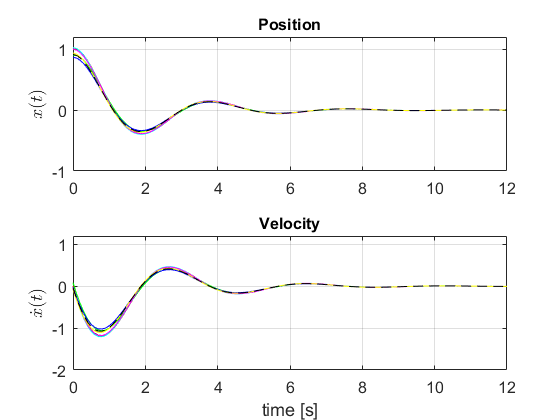 Position
1
0
-1
x(t)
0 2 4 6 8 10 12
Velocity
1
0
-1
-2
ẋ(t)
0 2 4 6 8 10 12
time [s]